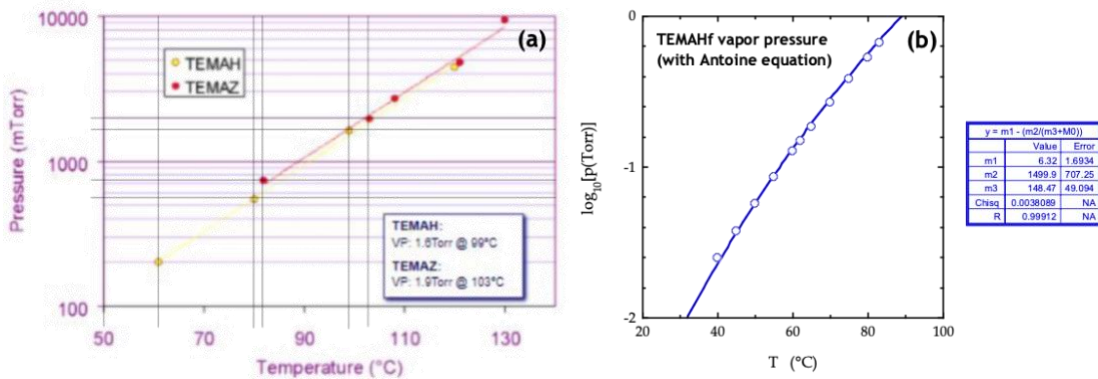 10000
1000
100
Pressure (mTorr)
(a)
TEMAH
TEMAZ
TEMAH:
VP: 1.6Torr @ 99°C
TEMAZ:
VP: 1.9Torr @ 103°C
50 70 90 110 130
Temperature (°C)
0
-1
-2
log10[p(Torr)]
TEMAHf vapor pressure
(with Antoine equation)
(b)
20 40 60 80 100
T (°C)
y = m1 - (m2/(m3+M0))
Value Error
m1 6.32 1.6934
m2 1499.9 707.25
m3 148.47 49.094
Chisq 0.0038089 NA
R 0.99912 NA